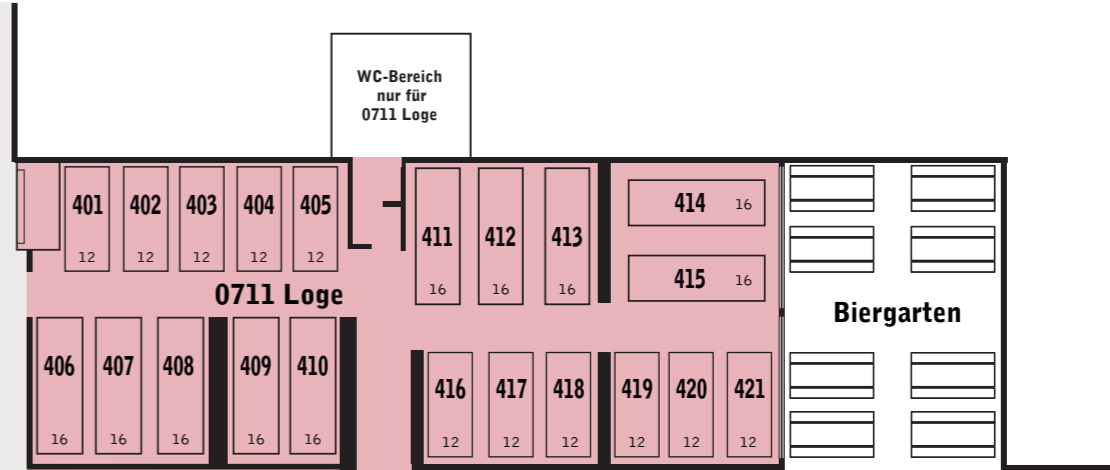 WC-Bereich
nur für
0711 Loge
401 402 403 404 405
12 12 12 12 12
411 412 413
16 16 16
414 16
415 16
0711 Loge
Biergarten
406 407 408 409 410
16 16 16 16 16
416 417 418 419 420 421
12 12 12 12 12 12